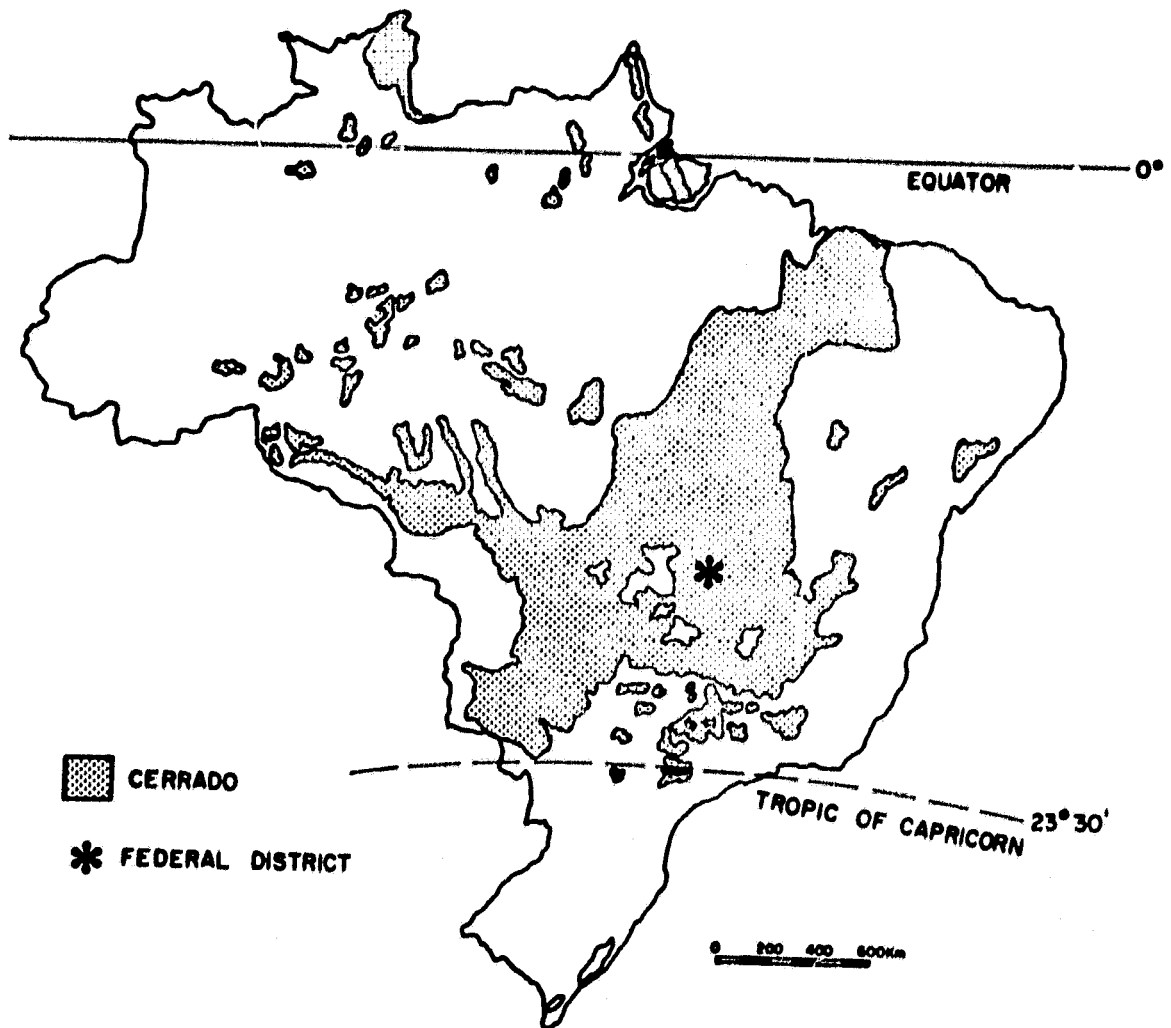 0°
EQUATOR
CERRADO
FEDERAL DISTRICT
TROPIC OF CAPRICORN
23° 30'
0 200 400 600Km